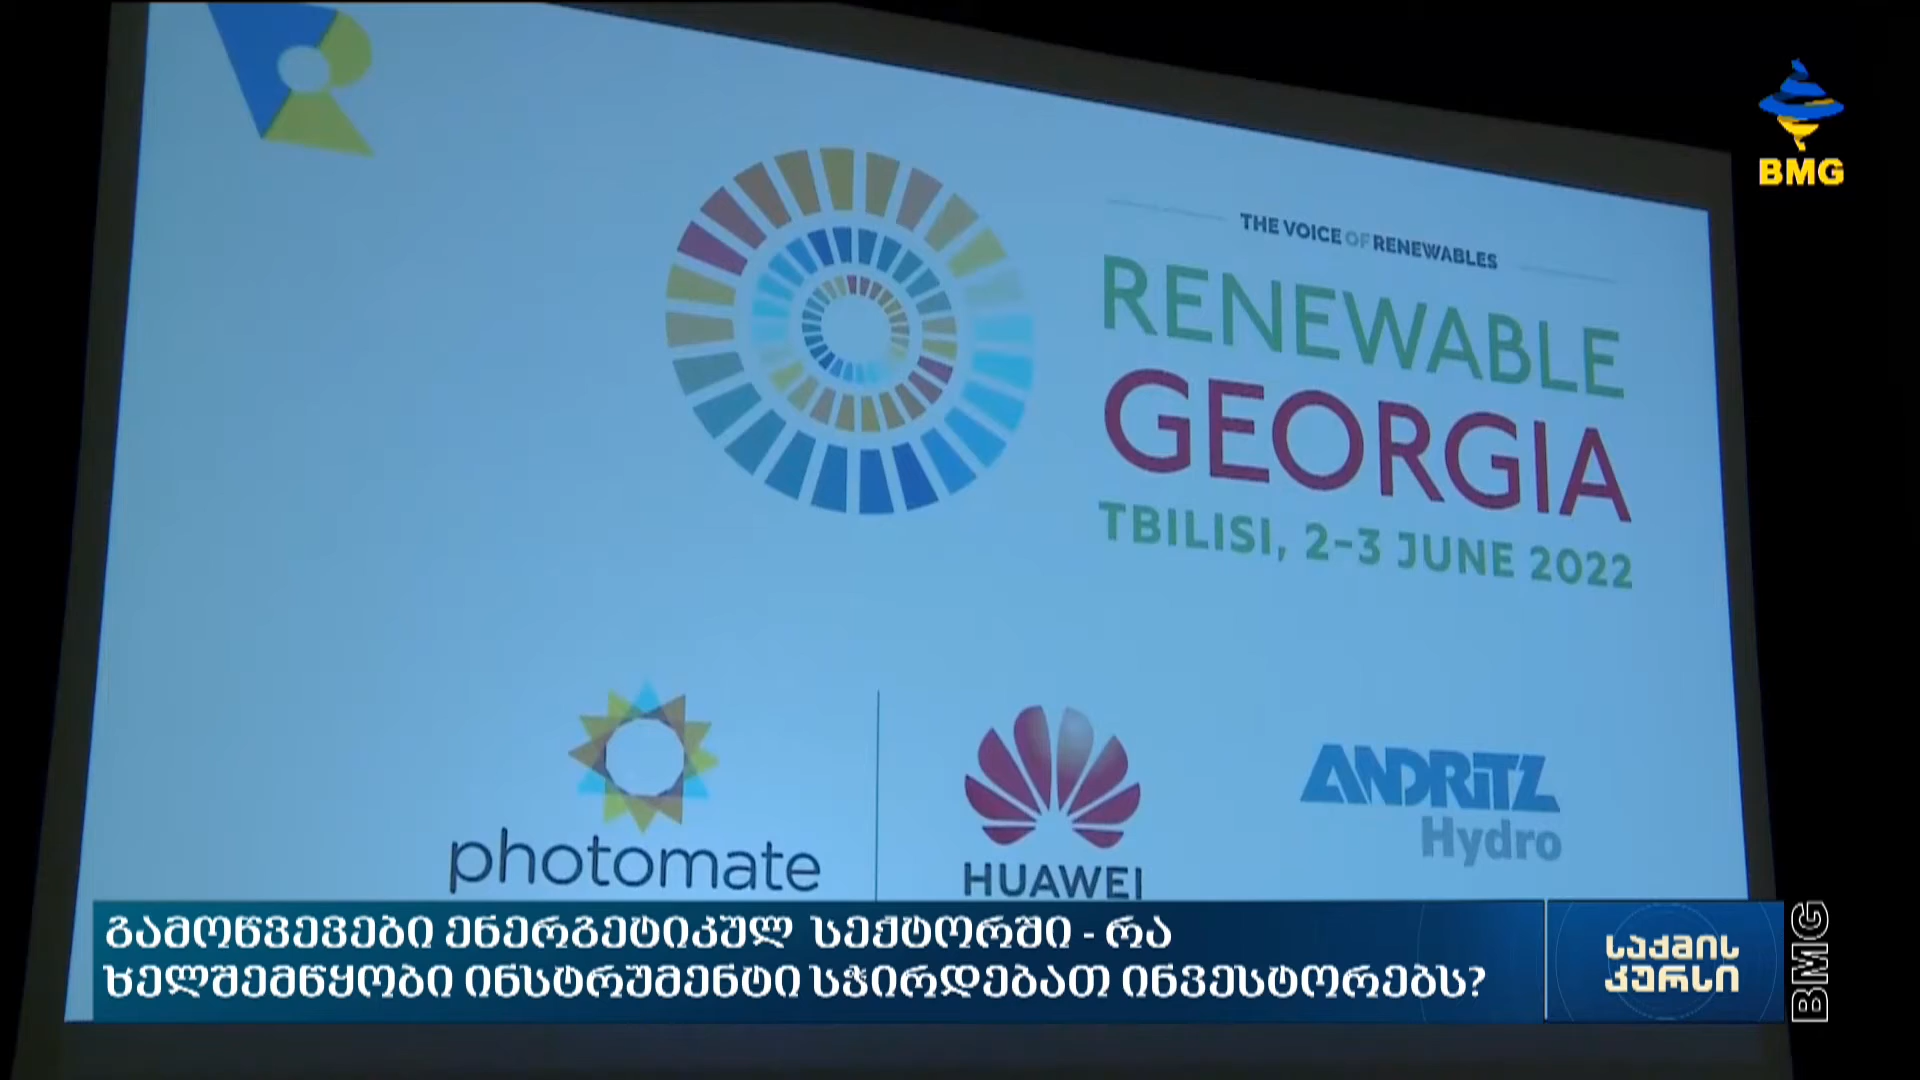 BMG
THE VOICE OF RENEWABLES
RENEWABLE
GEORGIA
TBILISI, 2-3 JUNE 2022
photomate
HUAWEI
ANDRITZ
Hydro
გამოწვევები ენერგეტიკულ სექტორში - რა
ხელშემწყობი ინსტრუმენტი სჭირდებათ ინვესტორებს?
საქმის
კურსი
BMG